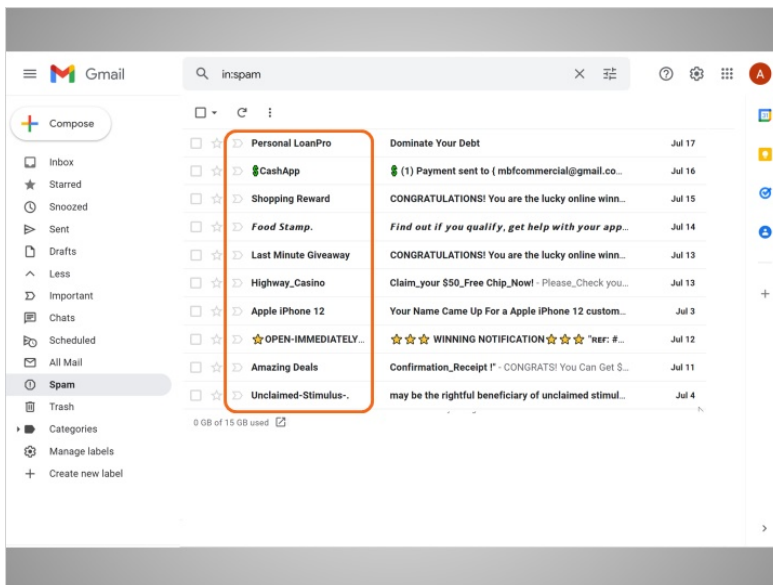 Gmail
in:spam
A
Compose
Inbox
Starred
Snoozed
Sent
Drafts
Less
Important
Chats
Scheduled
All Mail
Spam
Trash
Categories
Manage labels
Create new label
Personal LoanPro Dominate Your Debt Jul 17
💲CashApp 💲 (1) Payment sent to ( mbfcommercial@gmail.co... Jul 16
Shopping Reward CONGRATULATIONS! You are the lucky online winn... Jul 15
Food Stamp. Find out if you qualify, get help with your app... Jul 14
Last Minute Giveaway CONGRATULATIONS! You are the lucky online winn... Jul 13
Highway_Casino Claim_your $50_Free Chip_Now! - Please_Check you... Jul 13
Apple iPhone 12 Your Name Came Up For a Apple iPhone 12 custom... Jul 3
⭐OPEN-IMMEDIATELY... ⭐⭐⭐ WINNING NOTIFICATION⭐⭐⭐ "REF: #... Jul 12
Amazing Deals Confirmation_Receipt !" - CONGRATS! You Can Get $... Jul 11
Unclaimed-Stimulus-. may be the rightful beneficiary of unclaimed stimul... Jul 4
0 GB of 15 GB used